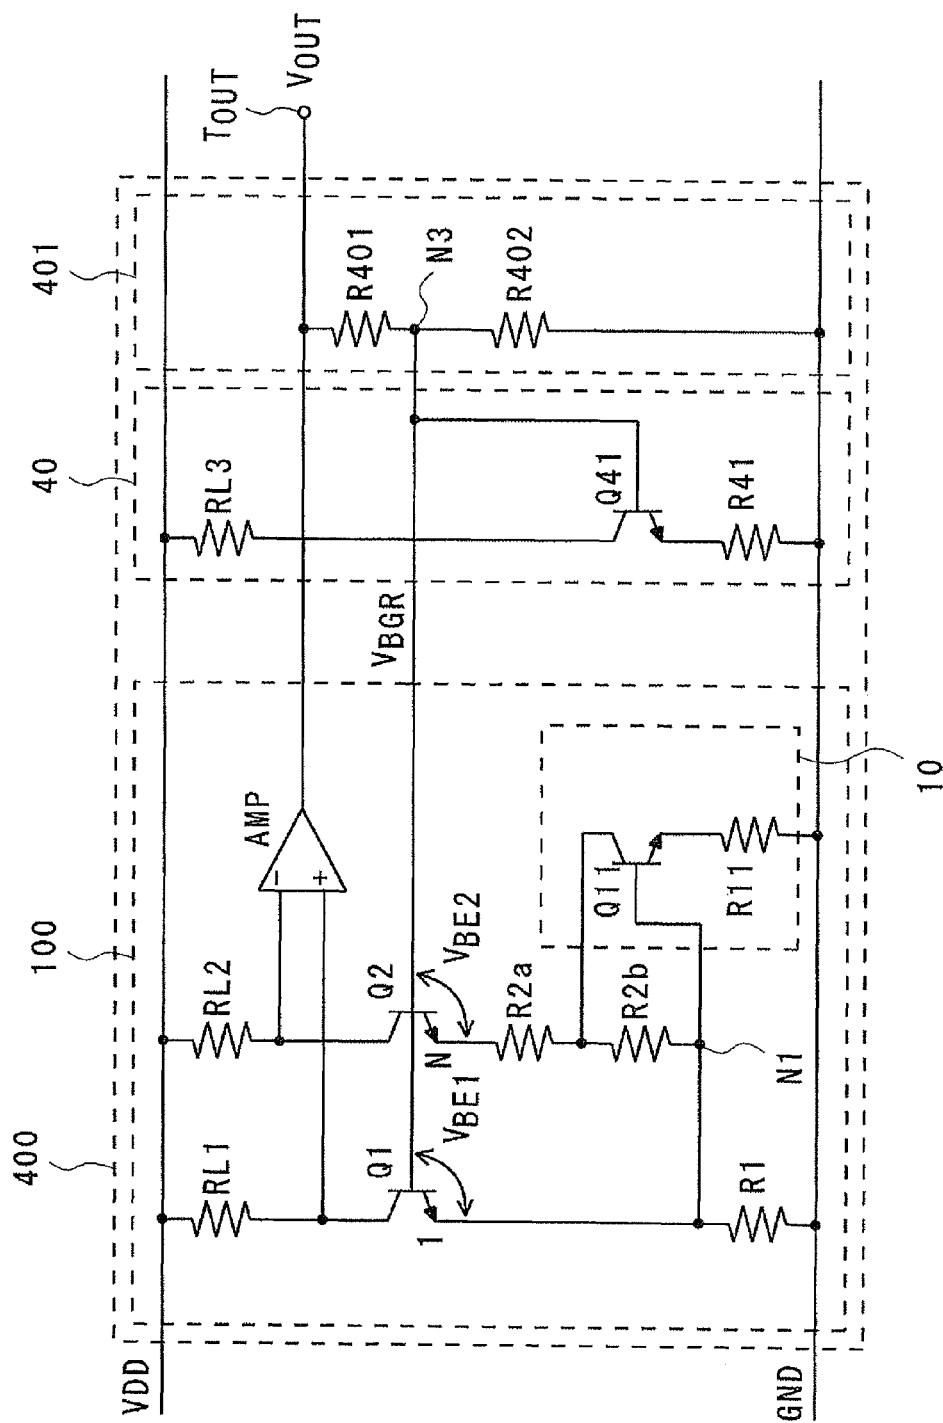 400
100
40
401
VDD
RL1
RL2
RL3
AMP
−
+
TOUT
VOUT
VBGR
R401
N3
R402
Q1
Q2
1
N
VBE1
VBE2
R2a
R2b
Q11
R11
10
Q41
R41
N1
R1
GND